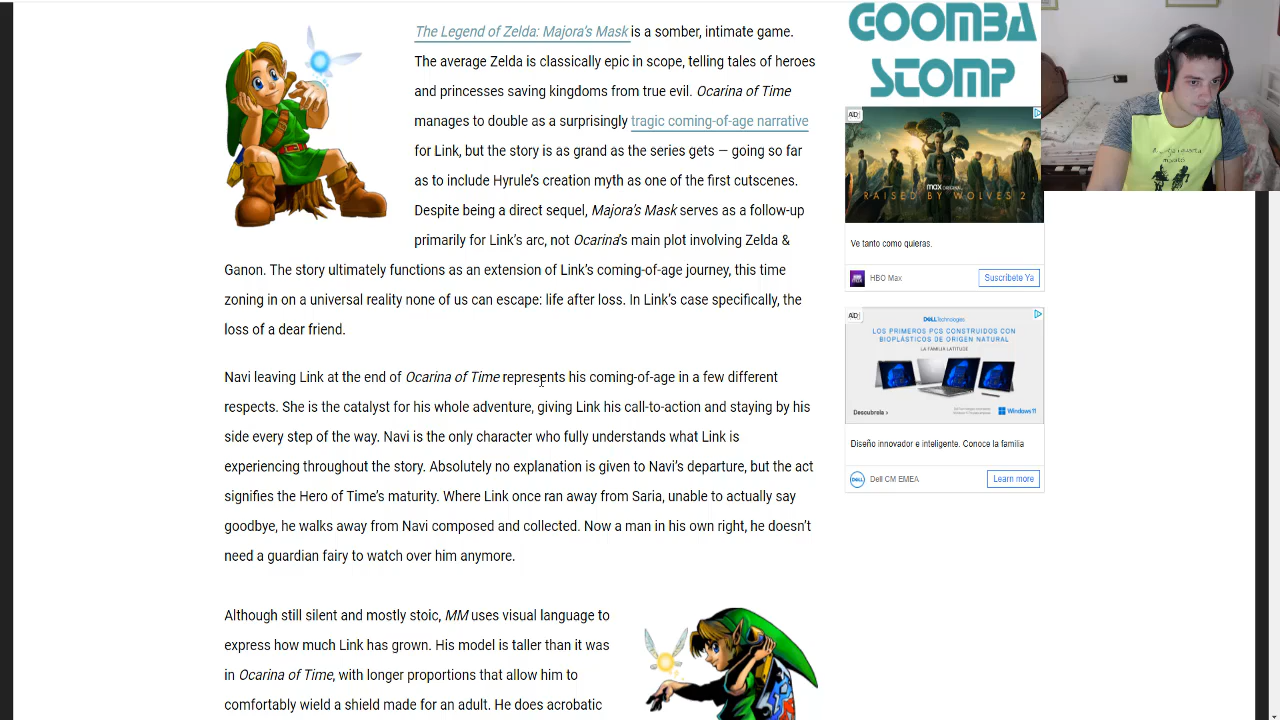 The Legend of Zelda: Majora's Mask is a somber, intimate game.
The average Zelda is classically epic in scope, telling tales of heroes
and princesses saving kingdoms from true evil. Ocarina of Time
manages to double as a surprisingly tragic coming-of-age narrative
for Link, but the story is as grand as the series gets — going so far
as to depict Hyrule's creation myth as one of the first cutscenes.
Despite being a direct sequel, Majora's Mask serves as a follow-up
primarily for Link's arc, not Ocarina's main plot involving Zelda &
Ganon. The story ultimately functions as an extension of Link's coming-of-age journey, this time
zoning in on a universal reality none of us can escape: life after loss. In Link's case specifically, the
loss of a dear friend.
Navi leaving Link at the end of Ocarina of Time represents his coming-of-age in a few different
respects. She is the catalyst for his whole adventure, giving Link his call-to-action and staying by his
side every step of the way. Navi is the only character who fully understands what Link is
experiencing throughout the story. Absolutely no explanation is given to Navi's departure, but the act
signifies the Hero of Time's maturity. Where Link once ran away from Saria, unable to actually say
goodbye, he walks away from Navi composed and collected. Now a man in his own right, he doesn't
need a guardian fairy to watch over him anymore.
Although still silent and mostly stoic, MM uses visual language to
express how much Link has grown. His model is taller than it was
in Ocarina of Time, with longer proportions that allow him to
comfortably wield a shield made for an adult. He does acrobatic
GOOMBA
STOMP
AD
max ORIGINAL
RAISED BY WOLVES 2
Ve tanto como quieras.
HBO Max
Suscríbete Ya
AD
DELL Technologies
LOS PRIMEROS PCS CONSTRUIDOS CON
BIOPLÁSTICOS DE ORIGEN NATURAL
LA FAMILIA LATITUDE
Descubrela >
Windows 11
Diseño innovador e inteligente. Conoce la familia
DELL
Dell CM EMEA
Learn more